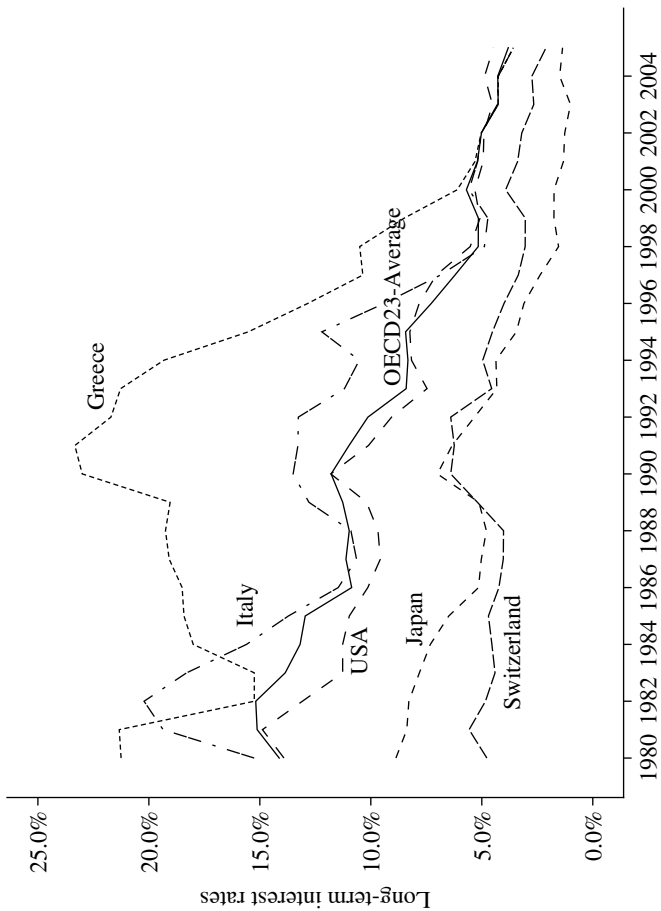 Long-term interest rates
25.0%
20.0%
15.0%
10.0%
5.0%
0.0%
Greece
Italy
OECD23-Average
USA
Japan
Switzerland
1980 1982 1984 1986 1988 1990 1992 1994 1996 1998 2000 2002 2004